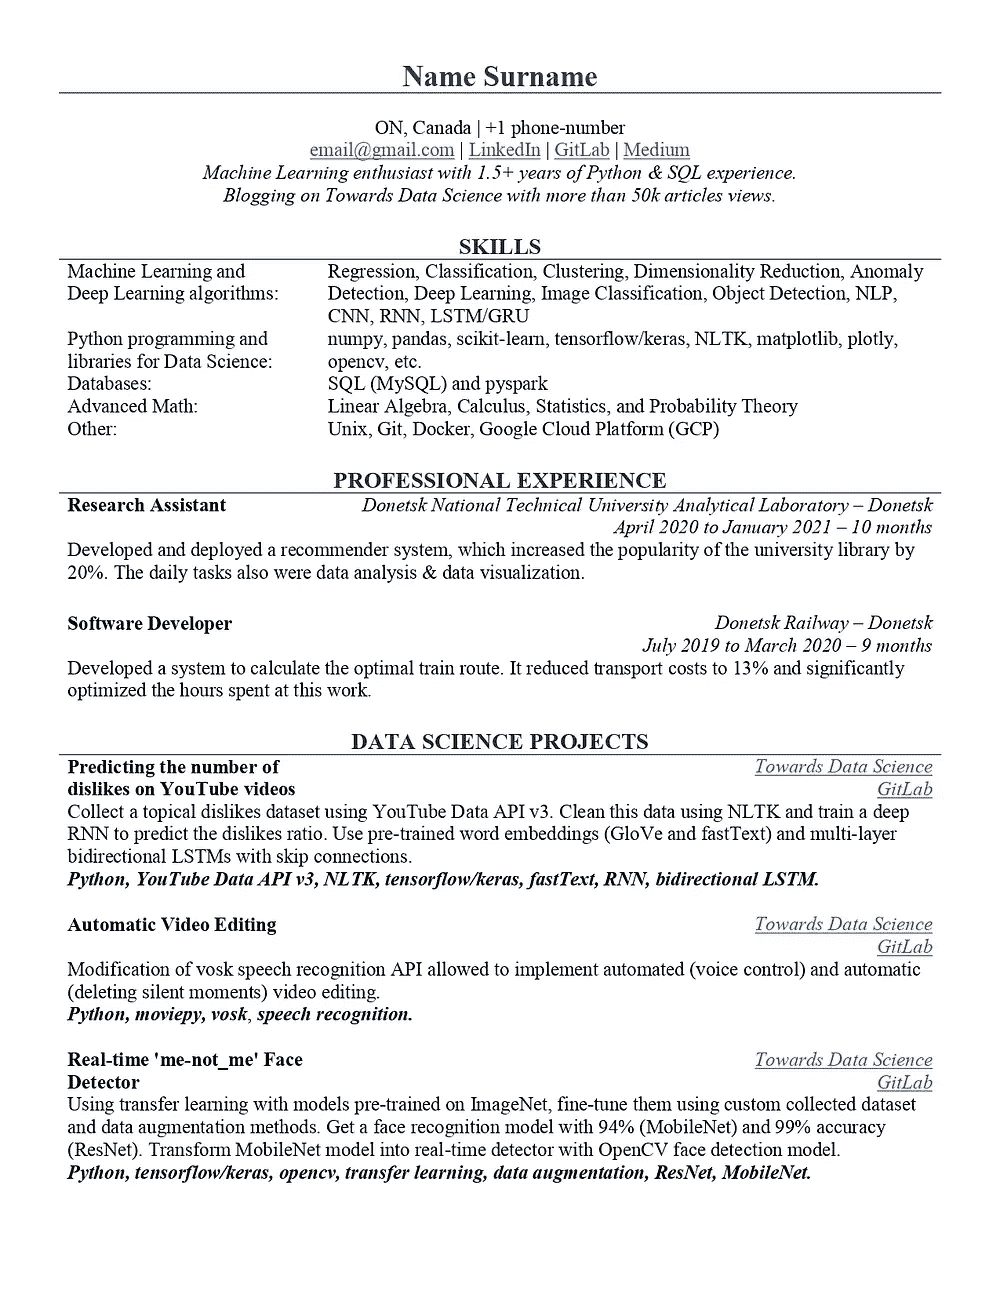 Name Surname
ON, Canada | +1 phone-number
email@gmail.com | LinkedIn | GitLab | Medium
Machine Learning enthusiast with 1.5+ years of Python & SQL experience.
Blogging on Towards Data Science with more than 50k articles views.
SKILLS
Machine Learning and Regression, Classification, Clustering, Dimensionality Reduction, Anomaly
Deep Learning algorithms: Detection, Deep Learning, Image Classification, Object Detection, NLP,
CNN, RNN, LSTM/GRU
Python programming and numpy, pandas, scikit-learn, tensorflow/keras, NLTK, matplotlib, plotly,
libraries for Data Science: opencv, etc.
Databases: SQL (MySQL) and pyspark
Advanced Math: Linear Algebra, Calculus, Statistics, and Probability Theory
Other: Unix, Git, Docker, Google Cloud Platform (GCP)
PROFESSIONAL EXPERIENCE
Research Assistant Donetsk National Technical University Analytical Laboratory – Donetsk
April 2020 to January 2021 – 10 months
Developed and deployed a recommender system, which increased the popularity of the university library by
20%. The daily tasks also were data analysis & data visualization.
Software Developer Donetsk Railway – Donetsk
July 2019 to March 2020 – 9 months
Developed a system to calculate the optimal train route. It reduced transport costs to 13% and significantly
optimized the hours spent at this work.
DATA SCIENCE PROJECTS
Predicting the number of Towards Data Science
dislikes on YouTube videos GitLab
Collect a topical dislikes dataset using YouTube Data API v3. Clean this data using NLTK and train a deep
RNN to predict the dislikes ratio. Use pre-trained word embeddings (GloVe and fastText) and multi-layer
bidirectional LSTMs with skip connections.
Python, YouTube Data API v3, NLTK, tensorflow/keras, fastText, RNN, bidirectional LSTM.
Automatic Video Editing Towards Data Science
GitLab
Modification of vosk speech recognition API allowed to implement automated (voice control) and automatic
(deleting silent moments) video editing.
Python, moviepy, vosk, speech recognition.
Real-time 'me-not_me' Face Towards Data Science
Detector GitLab
Using transfer learning with models pre-trained on ImageNet, fine-tune them using custom collected dataset
and data augmentation methods. Get a face recognition model with 94% (MobileNet) and 99% accuracy
(ResNet). Transform MobileNet model into real-time detector with OpenCV face detection model.
Python, tensorflow/keras, opencv, transfer learning, data augmentation, ResNet, MobileNet.